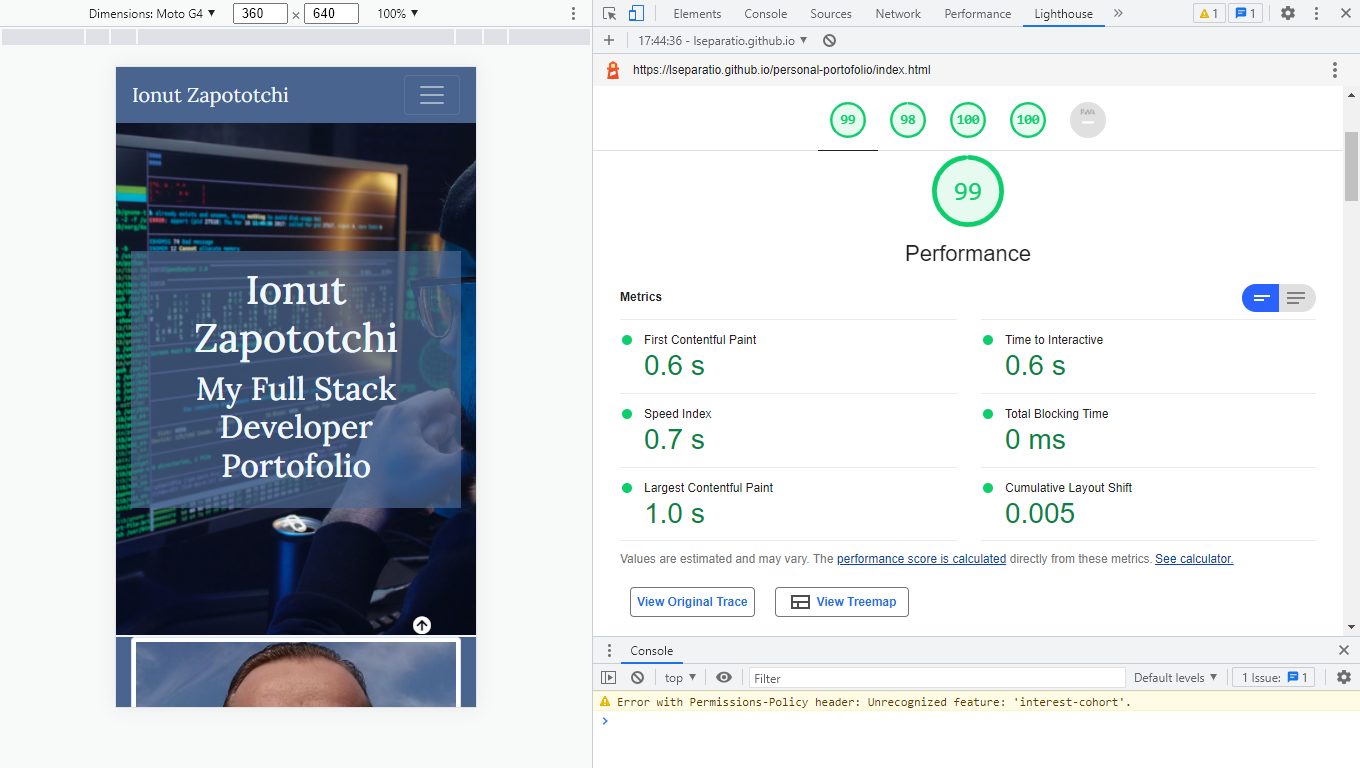 Dimensions: Moto G4 ▼ 360 × 640 100% ▼
Elements Console Sources Network Performance Lighthouse » 1 1
17:44:36 - lseparatio.github.io ▼
https://lseparatio.github.io/personal-portofolio/index.html
Ionut Zapototchi
Ionut
Zapototchi
My Full Stack
Developer
Portofolio
99 98 100 100 PWA
99
Performance
Metrics
First Contentful Paint
0.6 s
Time to Interactive
0.6 s
Speed Index
0.7 s
Total Blocking Time
0 ms
Largest Contentful Paint
1.0 s
Cumulative Layout Shift
0.005
Values are estimated and may vary. The performance score is calculated directly from these metrics. See calculator.
View Original Trace View Treemap
Console
top ▼ Filter Default levels ▼ 1 Issue: 1
Error with Permissions-Policy header: Unrecognized feature: 'interest-cohort'.